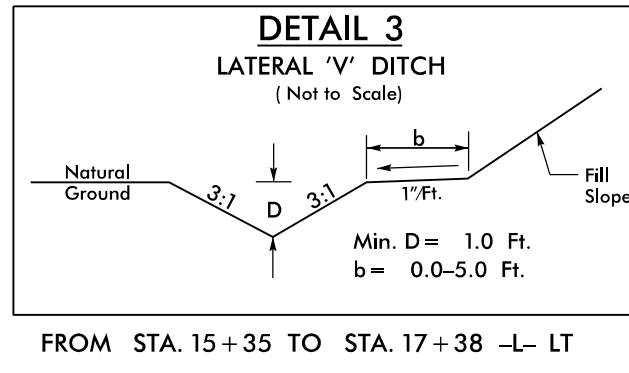 DETAIL 3
LATERAL 'V' DITCH
( Not to Scale)
b
Natural
Ground
3:1
D
3:1
1"/Ft.
Fill
Slope
Min. D = 1.0 Ft.
b = 0.0–5.0 Ft.
FROM STA. 15+35 TO STA. 17+38 –L– LT